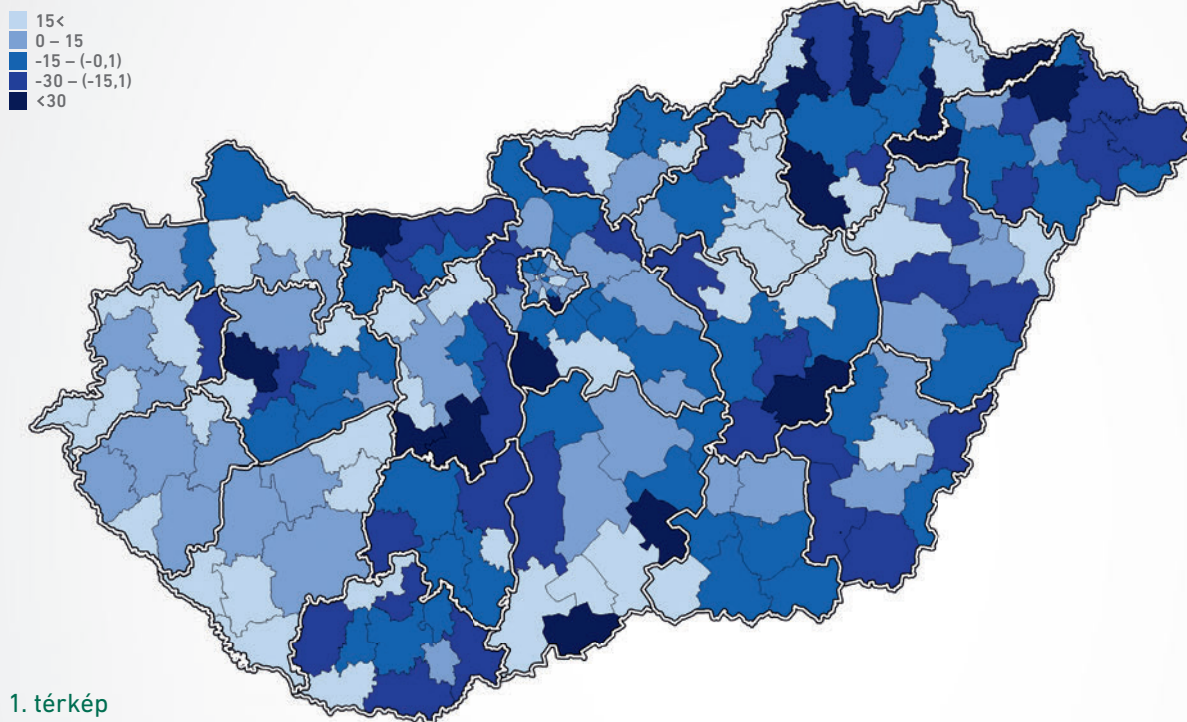 15<
0 – 15
-15 – (-0,1)
-30 – (-15,1)
<30
1. térkép